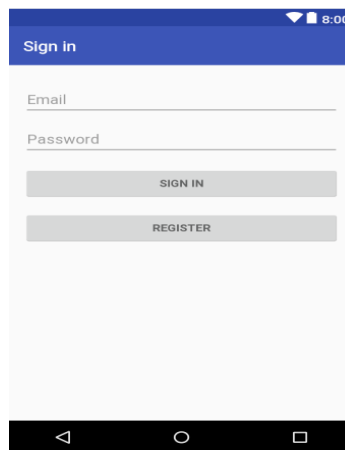 8:00
Sign in
Email
Password
SIGN IN
REGISTER